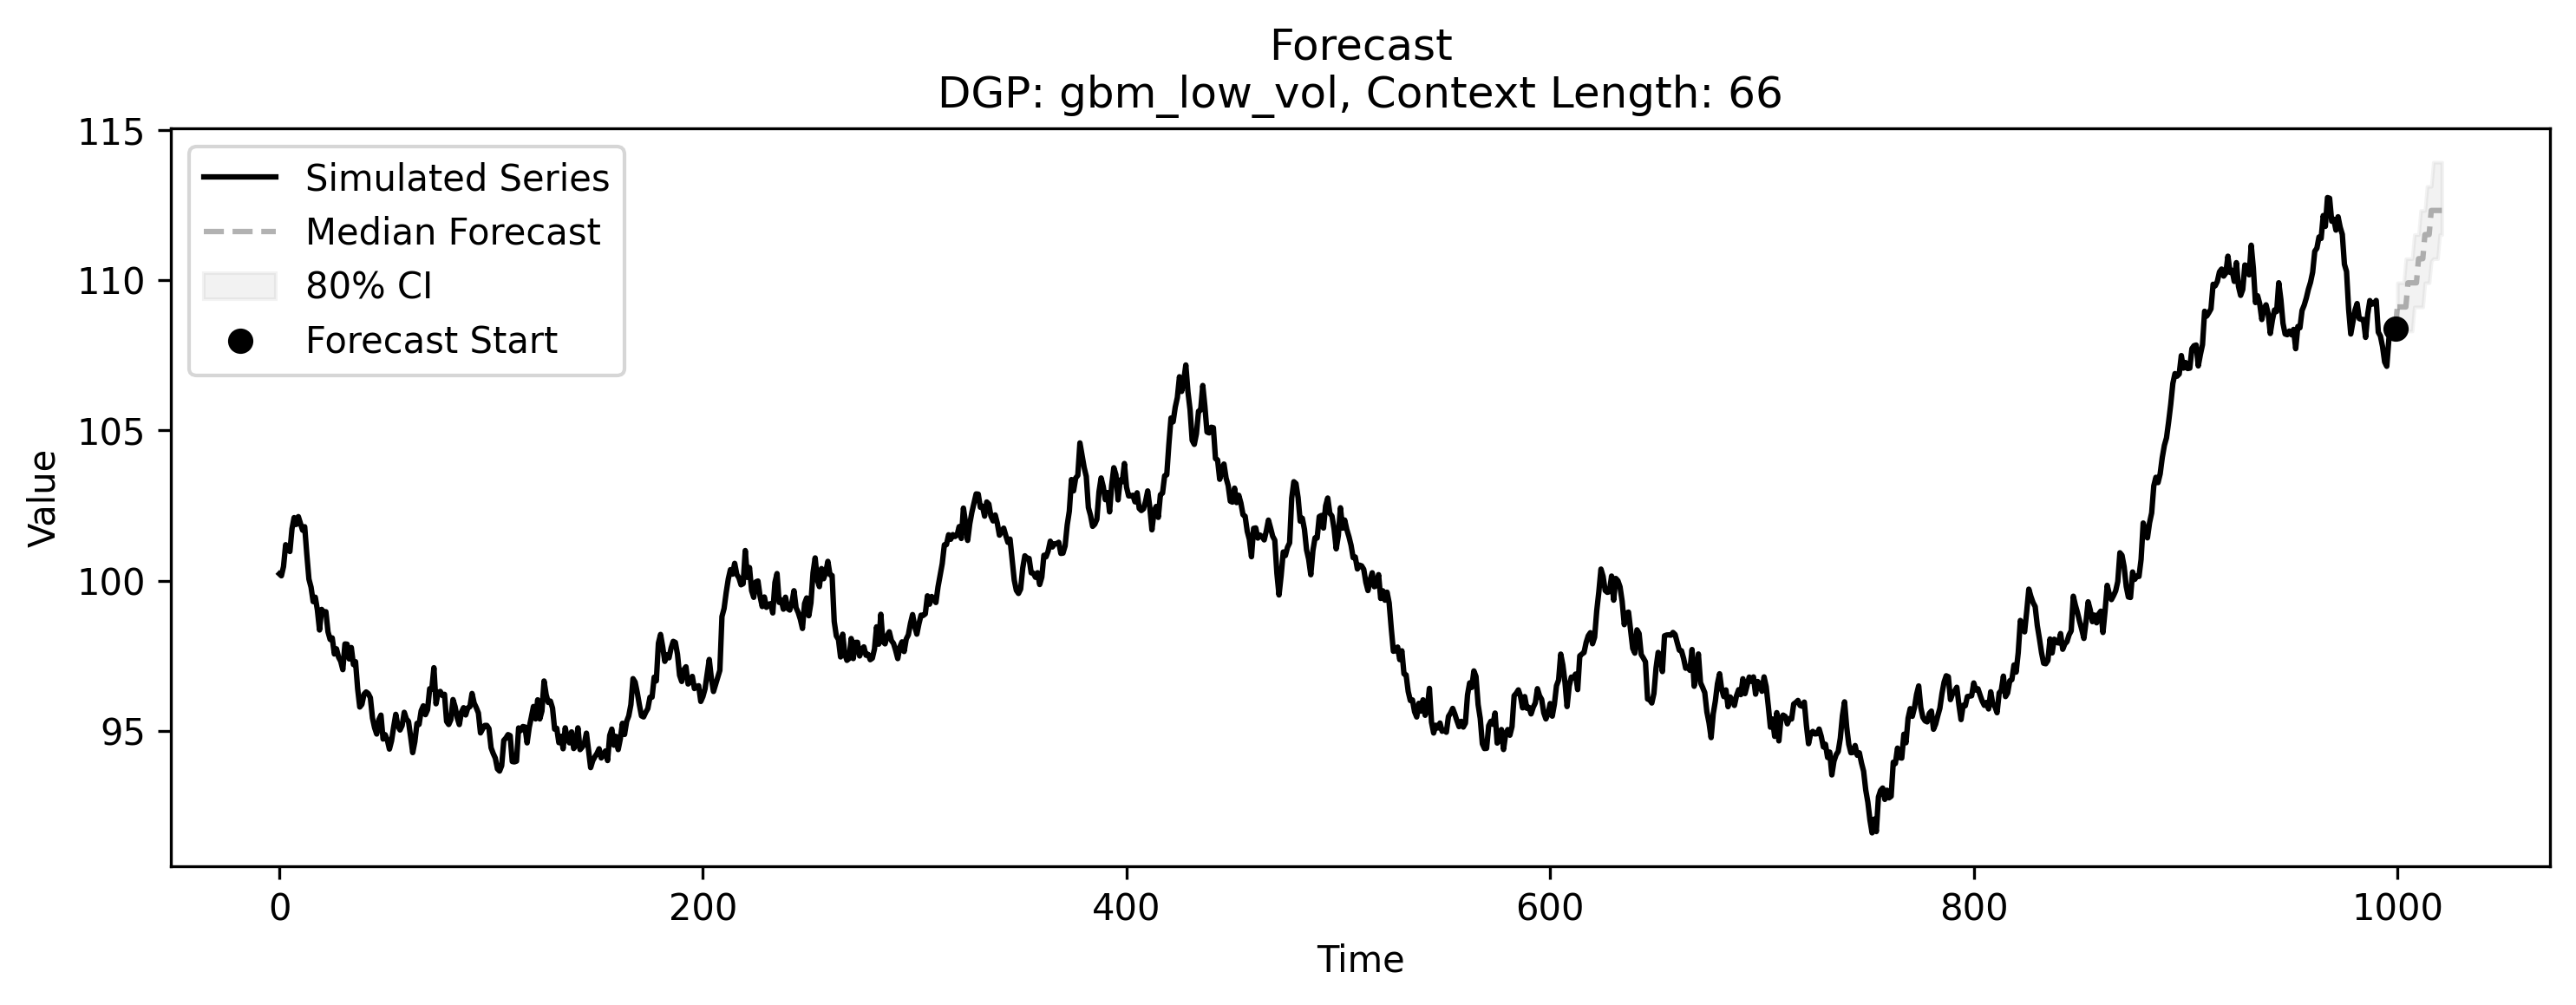 Forecast
DGP: gbm_low_vol, Context Length: 66
115
110
105
100
95
Value
Simulated Series
Median Forecast
80% CI
Forecast Start
0
200
400
600
800
1000
Time